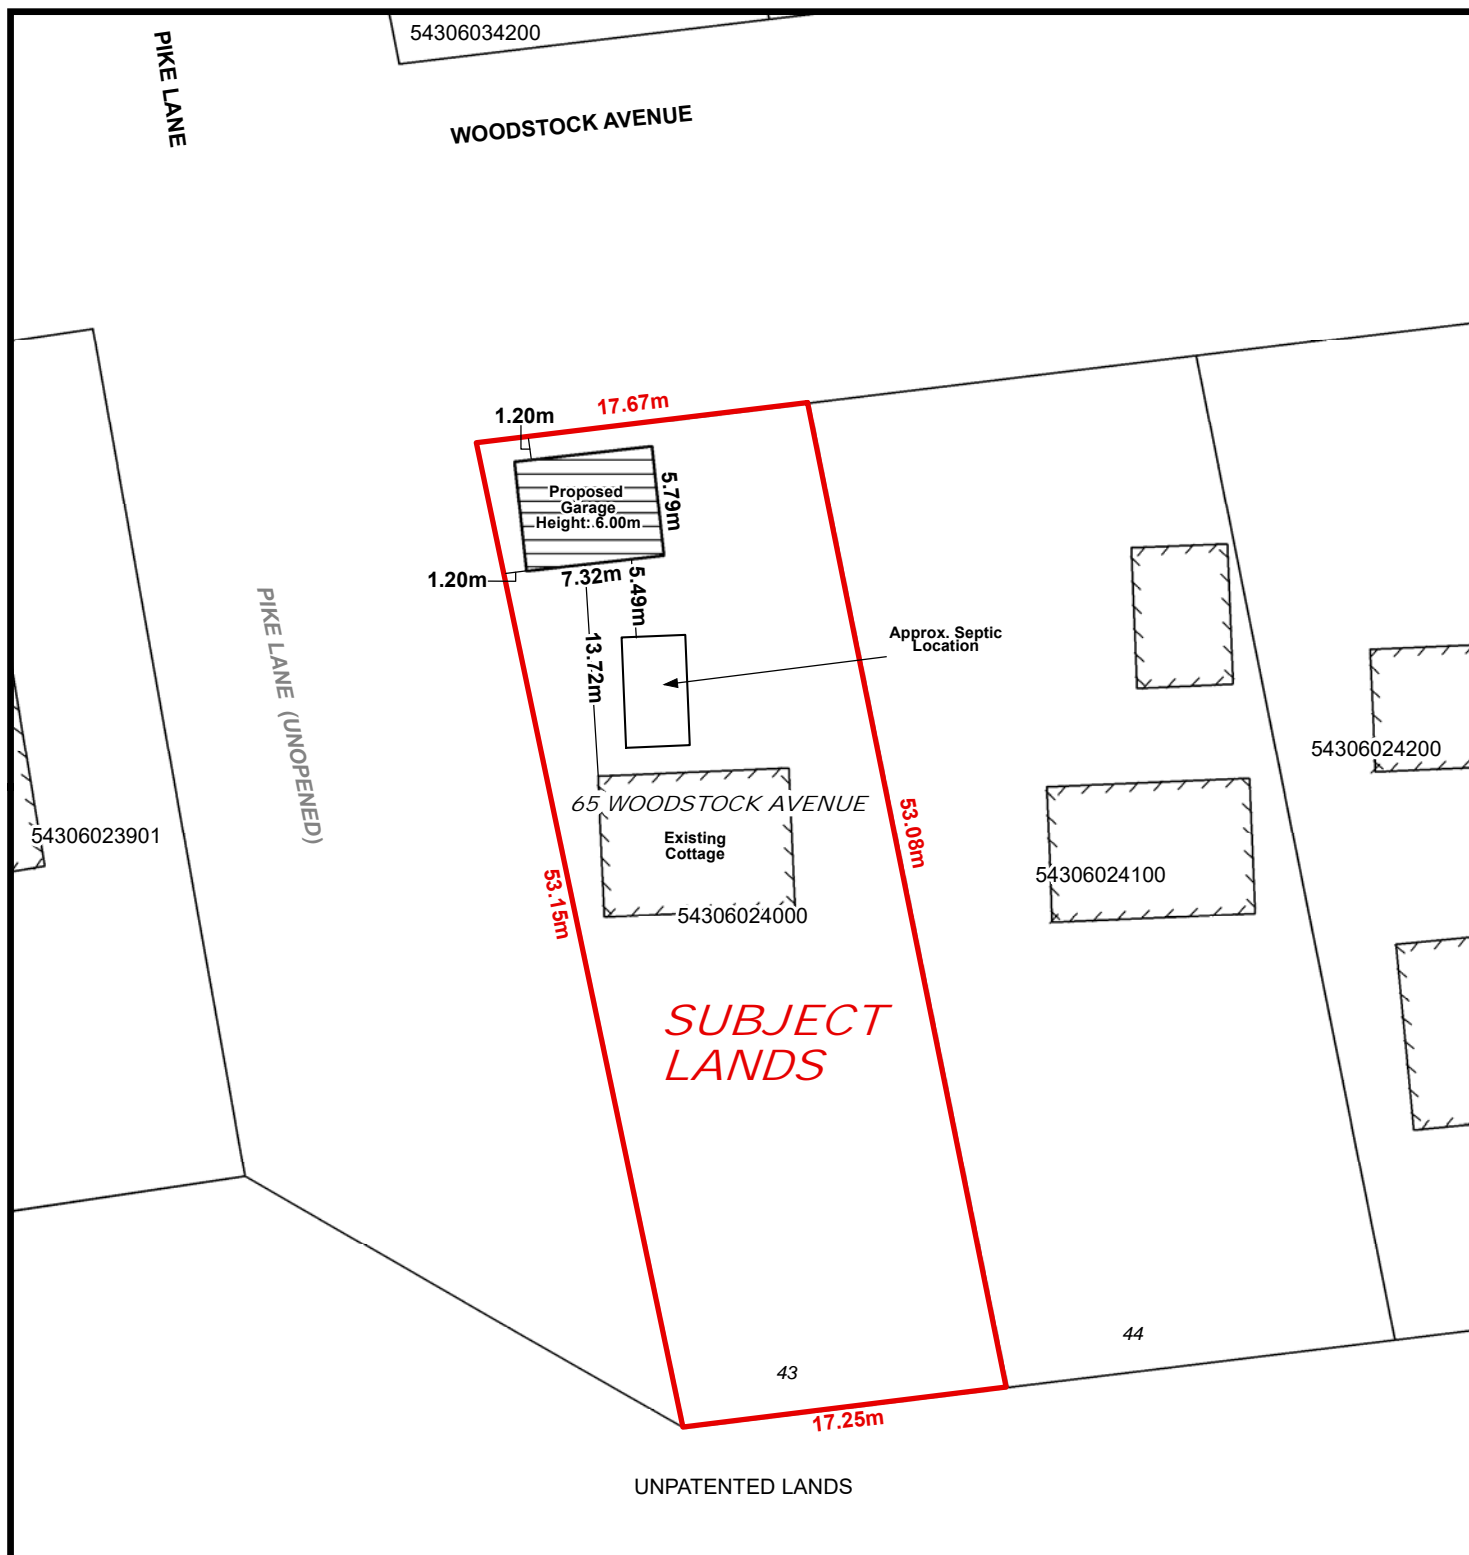 54306034200
PIKE LANE
WOODSTOCK AVENUE
17.67m
1.20m
Proposed
Garage
Height: 6.00m
5.79m
1.20m
7.32m
5.49m
13.72m
Approx. Septic
Location
PIKE LANE (UNOPENED)
54306024200
65 WOODSTOCK AVENUE
53.08m
54306023901
Existing
Cottage
54306024100
53.15m
54306024000
SUBJECT
LANDS
44
43
17.25m
UNPATENTED LANDS